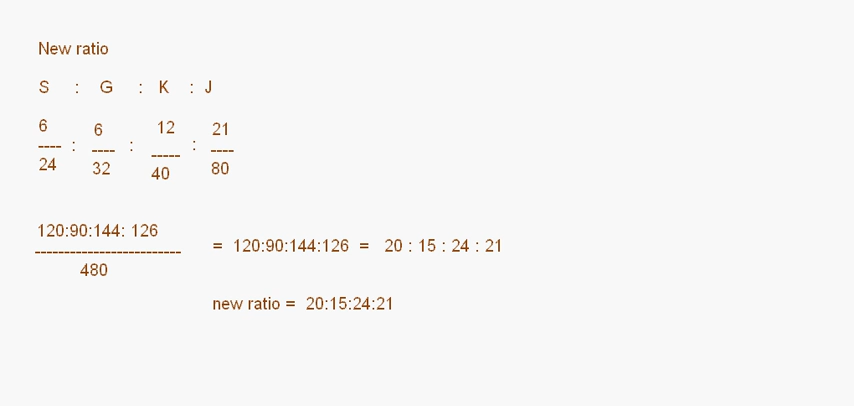 New ratio
S : G : K : J
6 6 12 21
---- : ---- : ----- : ----
24 32 40 80
120:90:144: 126
------------------------- = 120:90:144:126 = 20 : 15 : 24 : 21
480
new ratio = 20:15:24:21